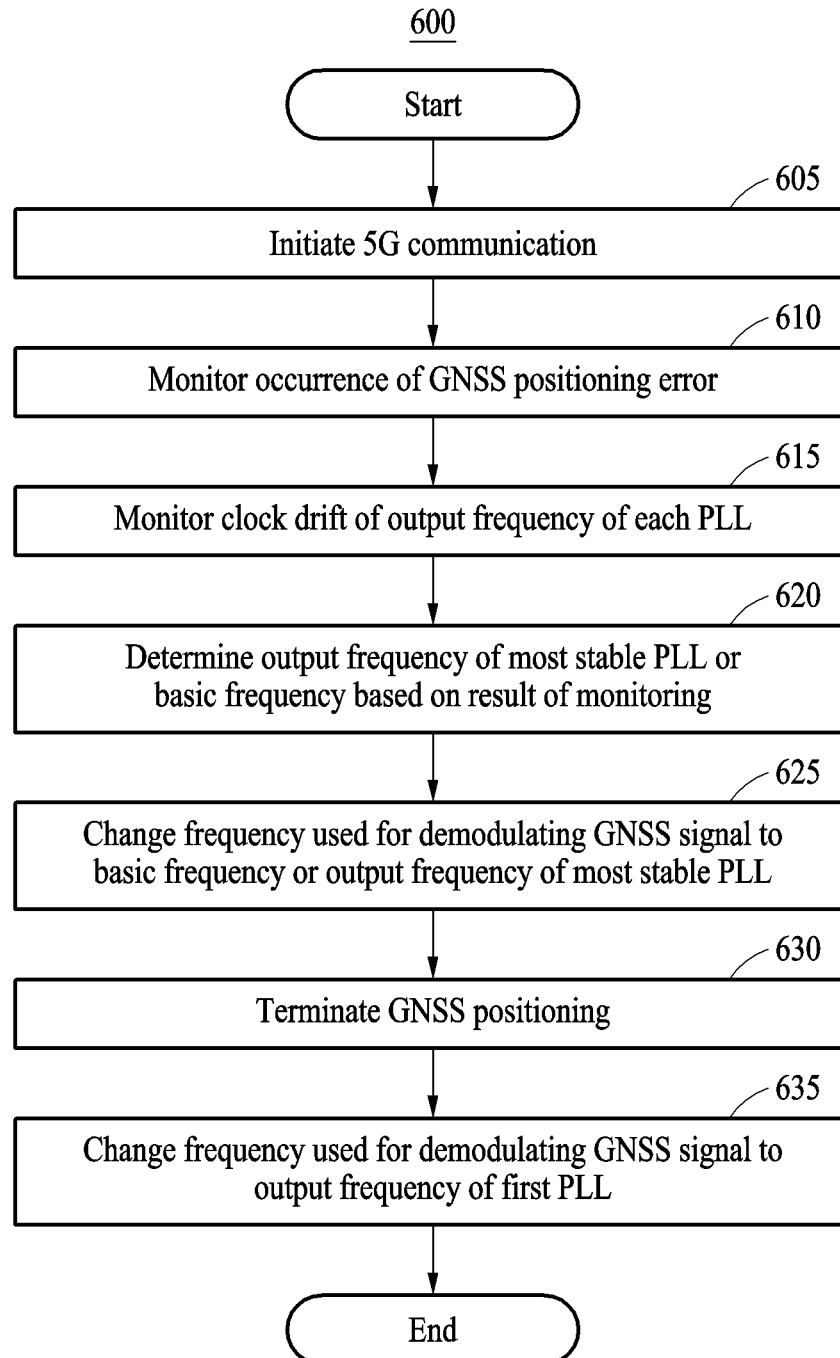 600
Start
605
Initiate 5G communication
610
Monitor occurrence of GNSS positioning error
615
Monitor clock drift of output frequency of each PLL
620
Determine output frequency of most stable PLL or
basic frequency based on result of monitoring
625
Change frequency used for demodulating GNSS signal to
basic frequency or output frequency of most stable PLL
630
Terminate GNSS positioning
635
Change frequency used for demodulating GNSS signal to
output frequency of first PLL
End